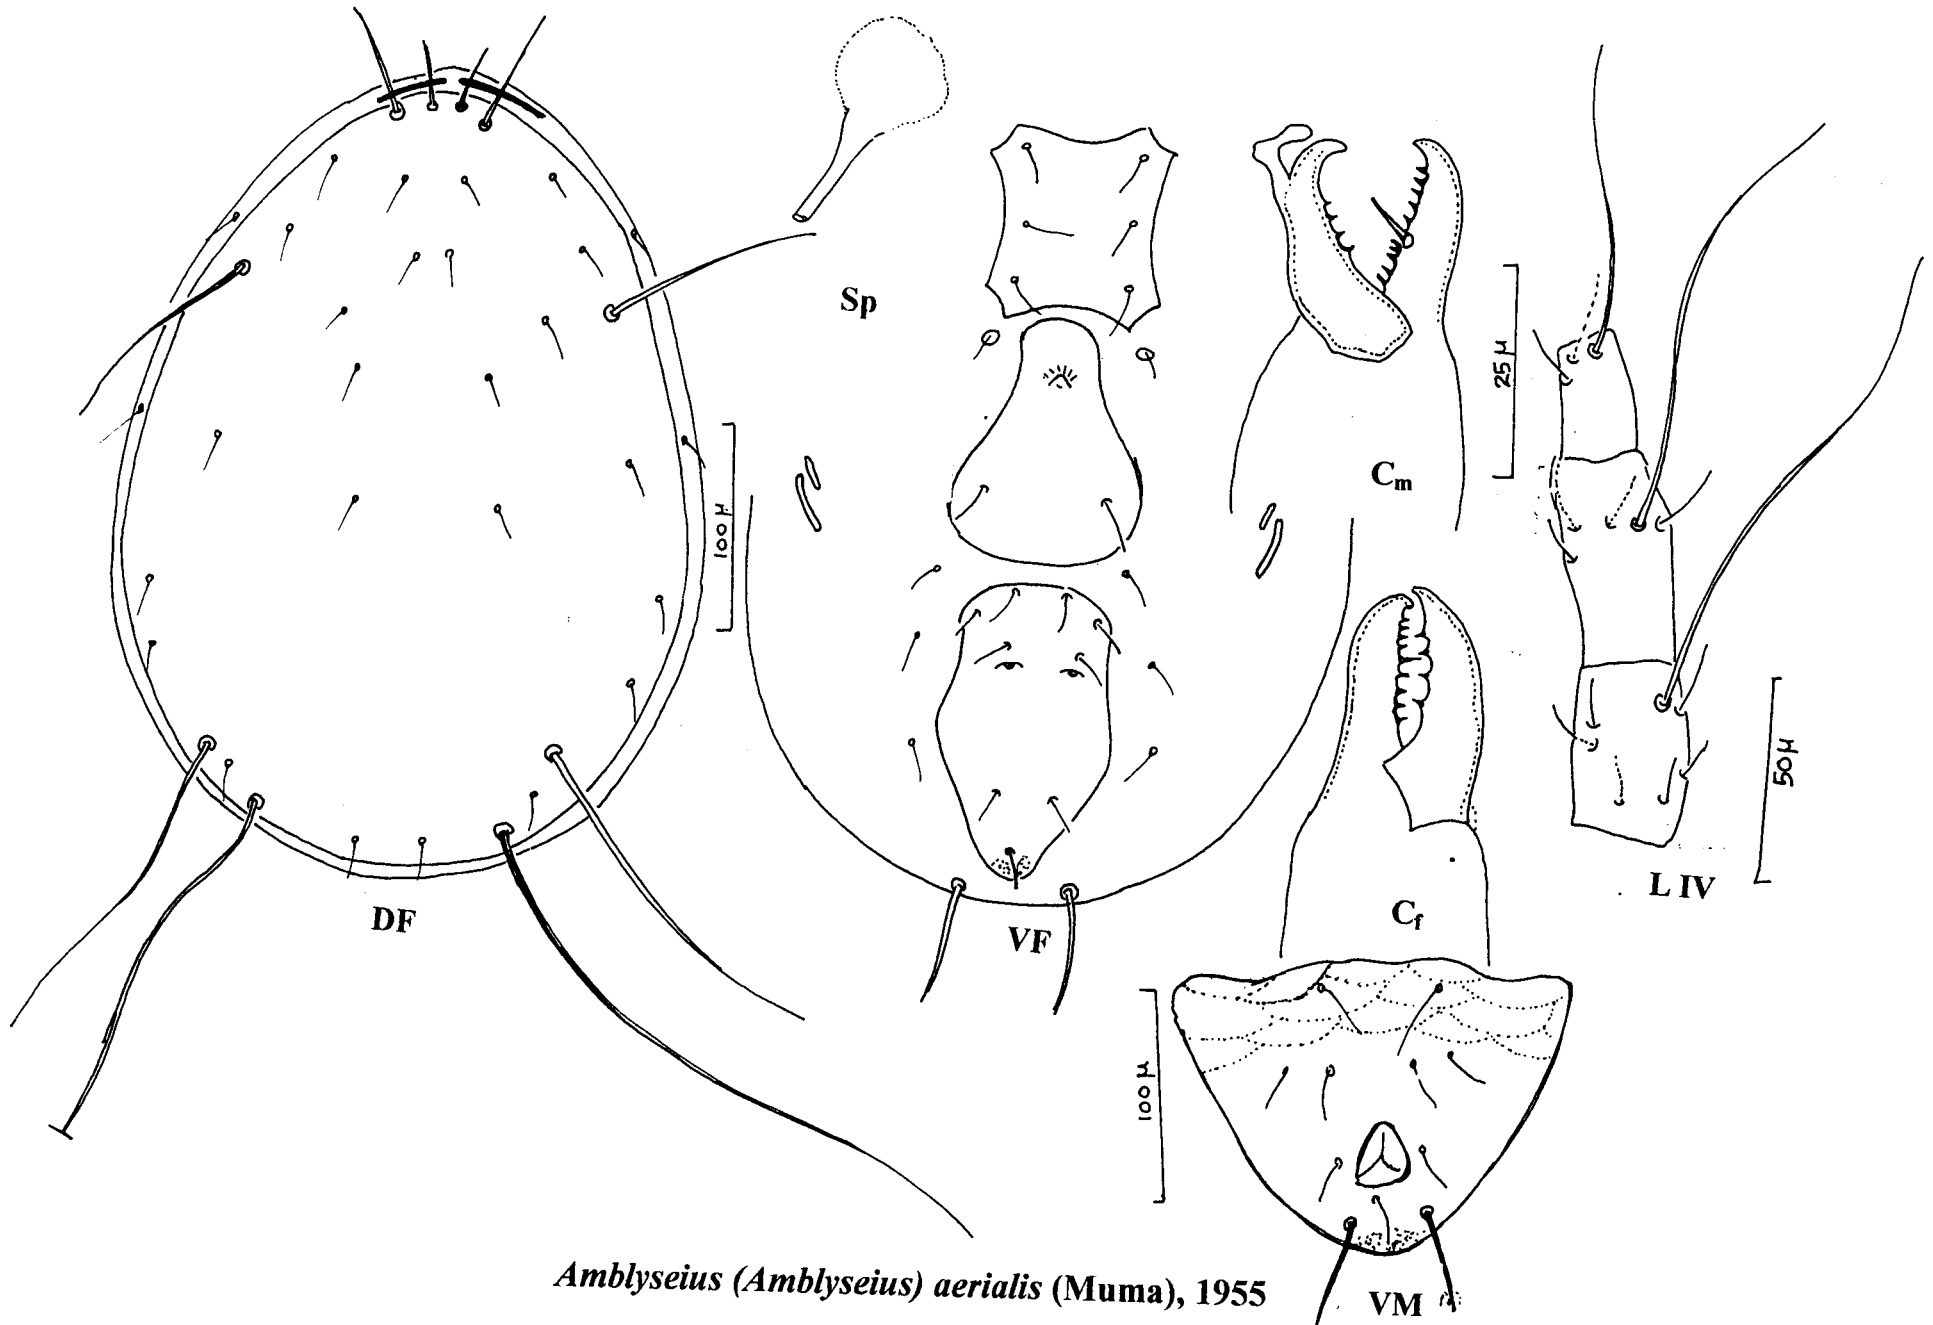 Sp
25 µ
Cm
100 µ
DF
VF
Cf
50 µ
L IV
100 µ
Amblyseius (Amblyseius) aerialis (Muma), 1955
VM